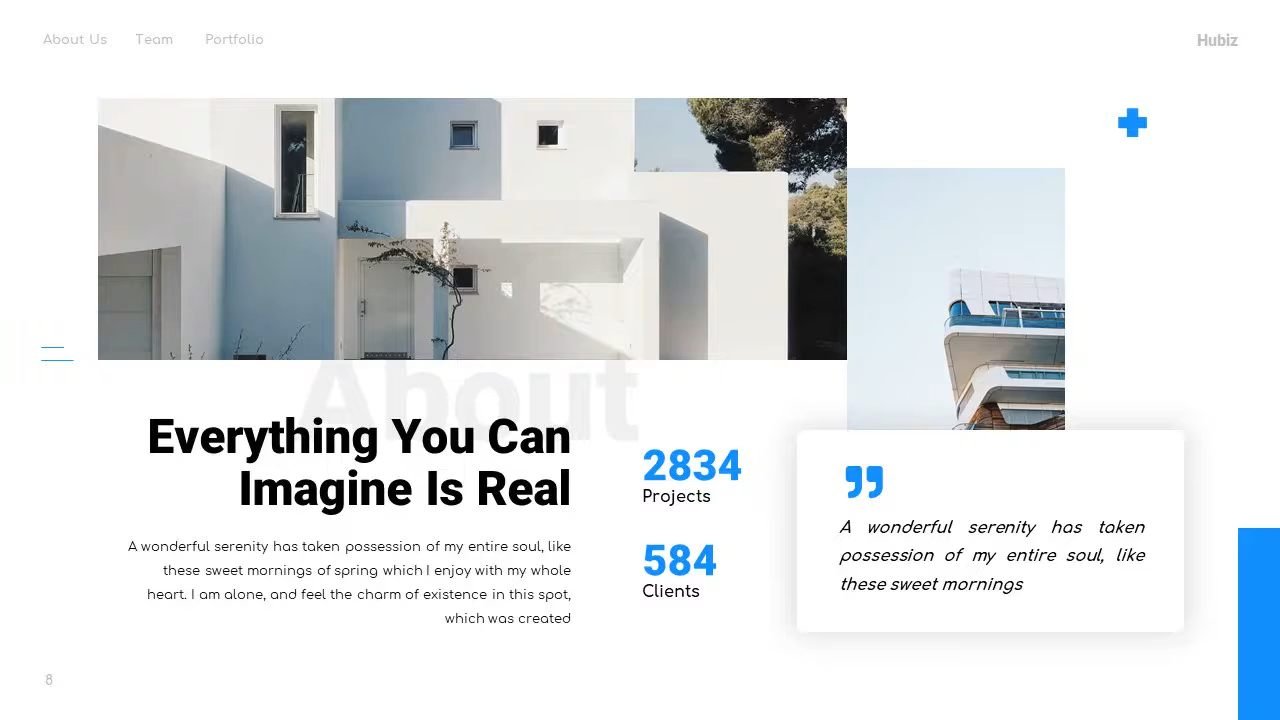 About Us Team Portfolio
Hubiz
About
Everything You Can
Imagine Is Real
A wonderful serenity has taken possession of my entire soul, like
these sweet mornings of spring which I enjoy with my whole
heart. I am alone, and feel the charm of existence in this spot,
which was created
2834
Projects
584
Clients
A wonderful serenity has taken
possession of my entire soul, like
these sweet mornings
8